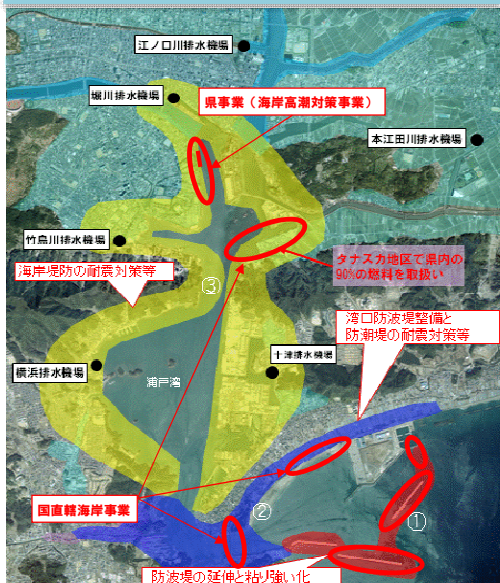 江ノ口川排水機場
堀川排水機場
県事業(海岸高潮対策事業)
本江田川排水機場
竹島川排水機場
海岸堤防の耐震対策等
③
タナスカ地区で県内の
90%の燃料を取扱い
湾口防波堤整備と
防潮堤の耐震対策等
十津排水機場
横浜排水機場
浦戸湾
国直轄海岸事業
②
①
防波堤の延伸と粘り強い化